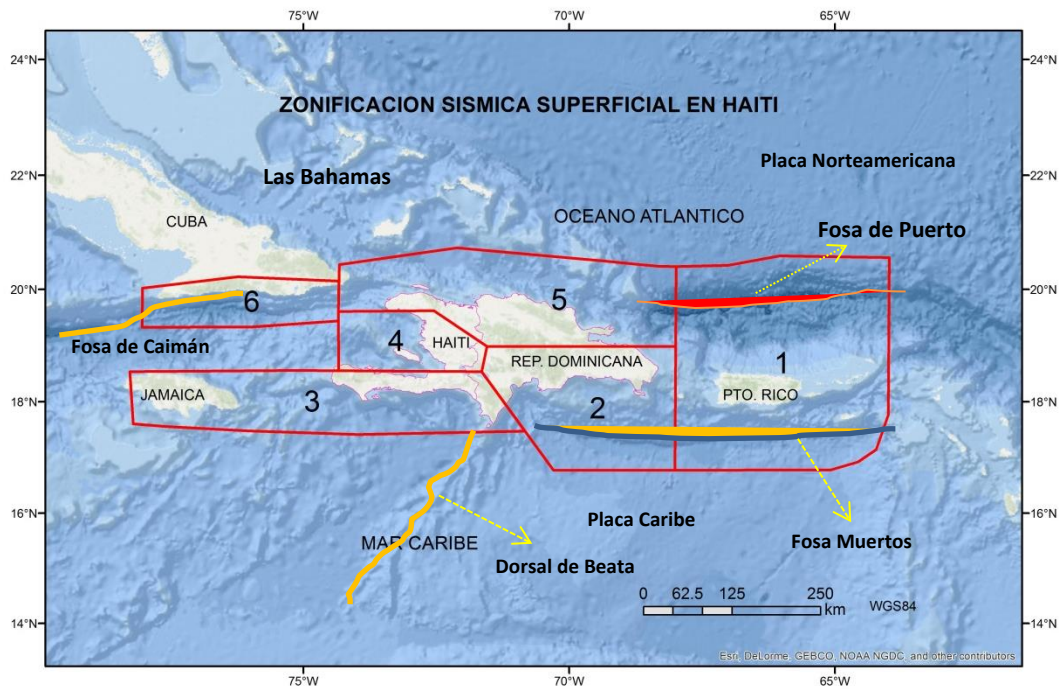 75°W
70°W
65°W
24°N
24°N
ZONIFICACION SISMICA SUPERFICIAL EN HAITI
Placa Norteamericana
22°N
22°N
Las Bahamas
CUBA
OCEANO ATLANTICO
Fosa de Puerto
20°N
20°N
6
5
Fosa de Caimán
4
HAITI
REP. DOMINICANA
1
JAMAICA
3
2
PTO. RICO
18°N
18°N
16°N
16°N
Placa Caribe
MAR CARIBE
Fosa Muertos
Dorsal de Beata
0 62.5 125 250
km
WGS84
14°N
14°N
Esri, DeLorme, GEBCO, NOAA NGDC, and other contributors
75°W
70°W
65°W